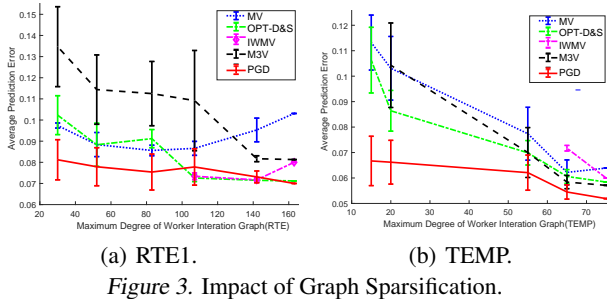 0.15
0.14
0.13
0.12
0.11
0.1
0.09
0.08
0.07
0.06
Average Prediction Error
MV
OPT-D&S
IWMV
M3V
PGD
20 40 60 80 100 120 140 160
Maximum Degree of Worker Interation Graph(RTE)
0.12
0.11
0.1
0.09
0.08
0.07
0.06
0.05
Average Prediction Error
MV
OPT-D&S
IWMV
M3V
PGD
20 30 40 50 60 70
Maximum Degree of Worker Interation Graph(TEMP)
(a) RTE1.
(b) TEMP.
Figure 3. Impact of Graph Sparsification.